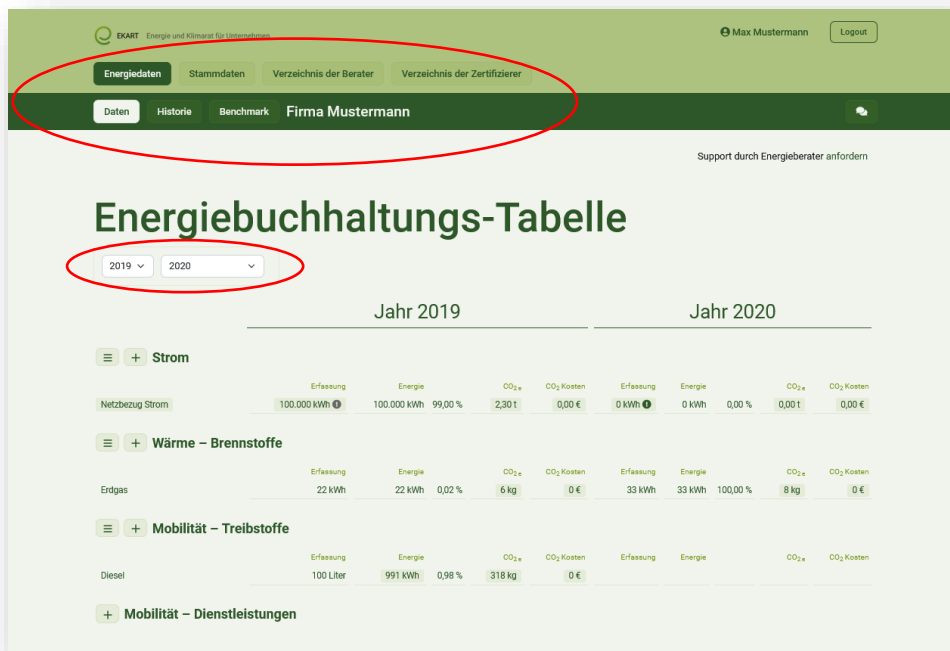 EKART Energie und Klimarat für Unternehmen Max Mustermann Logout
Energiedaten Stammdaten Verzeichnis der Berater Verzeichnis der Zertifizierer
Daten Historie Benchmark Firma Mustermann
Support durch Energieberater anfordern
Energiebuchhaltungs-Tabelle
2019 2020
Jahr 2019 Jahr 2020
Strom
Erfassung Energie CO2e CO2 Kosten Erfassung Energie CO2e CO2 Kosten
Netzbezug Strom 100.000 kWh 100.000 kWh 99,00 % 2,30 t 0,00 € 0 kWh 0 kWh 0,00 % 0,00 t 0,00 €
Wärme – Brennstoffe
Erfassung Energie CO2e CO2 Kosten Erfassung Energie CO2e CO2 Kosten
Erdgas 22 kWh 22 kWh 0,02 % 6 kg 0 € 33 kWh 33 kWh 100,00 % 8 kg 0 €
Mobilität – Treibstoffe
Erfassung Energie CO2e CO2 Kosten Erfassung Energie CO2e CO2 Kosten
Diesel 100 Liter 991 kWh 0,98 % 318 kg 0 €
Mobilität – Dienstleistungen